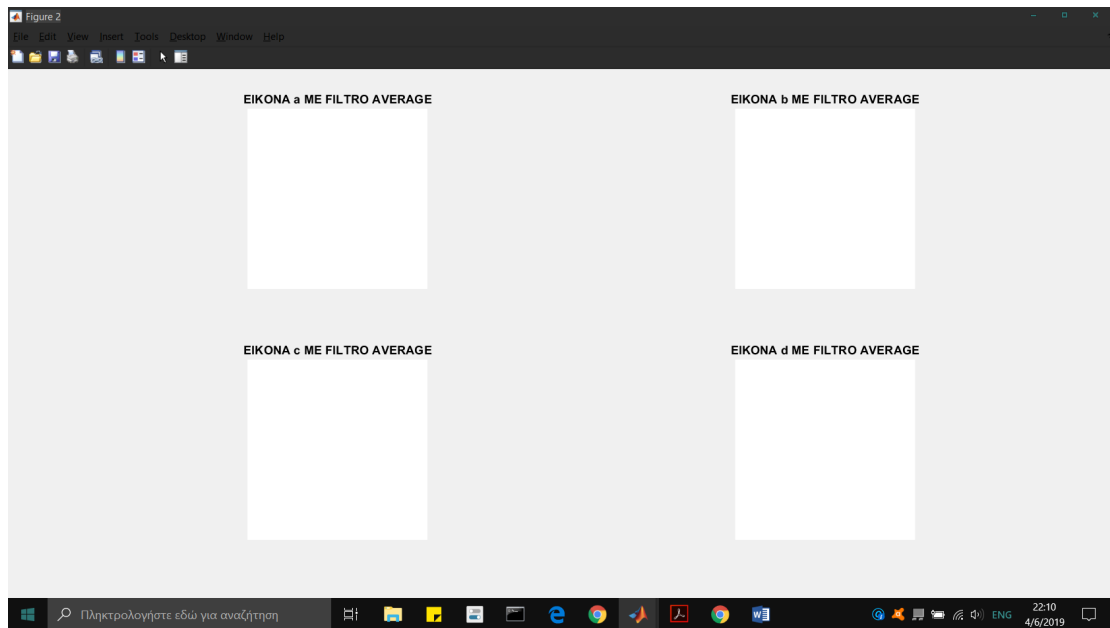 Figure 2
File Edit View Insert Tools Desktop Window Help
EIKONA a ME FILTRO AVERAGE
EIKONA b ME FILTRO AVERAGE
EIKONA c ME FILTRO AVERAGE
EIKONA d ME FILTRO AVERAGE
Πληκτρολογήστε εδώ για αναζήτηση
ENG
22:10
4/6/2019